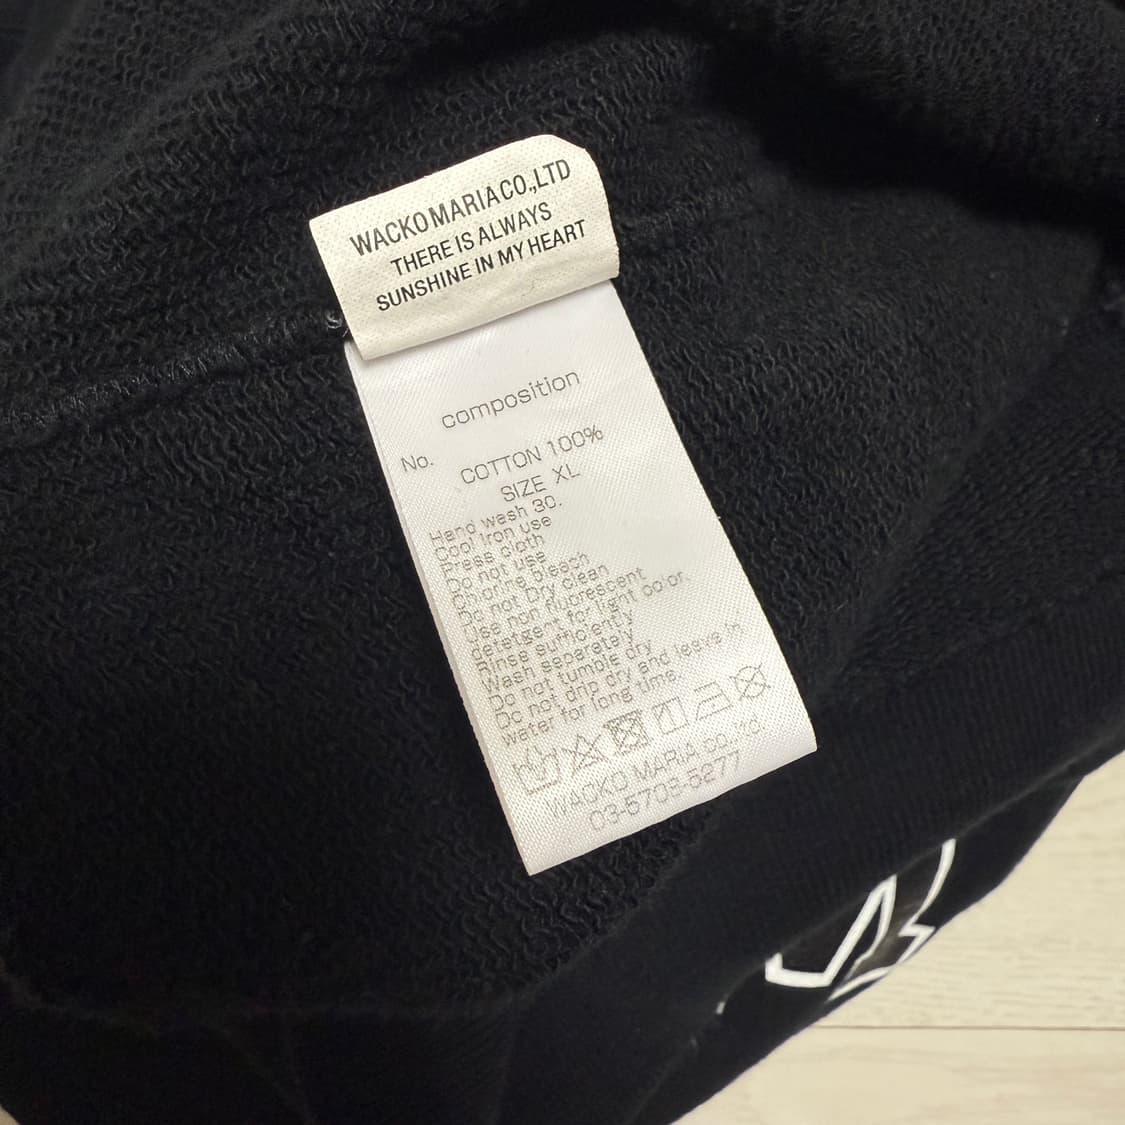 WACKO MARIA CO.,LTD
THERE IS ALWAYS
SUNSHINE IN MY HEART
composition
No.
COTTON 100%
SIZE XL
Hand wash 30.
Cool Iron use
Press cloth
Do not use
Chlorine bleach
Do not Dry clean
Use non fluorescent
detetgent for light color.
Rinse sufficiently
Wash separately
Do not tumble dry
Do not drip dry and leave in
water for long time.
WACKO MARIA co.,ltd.
03-5703-5277